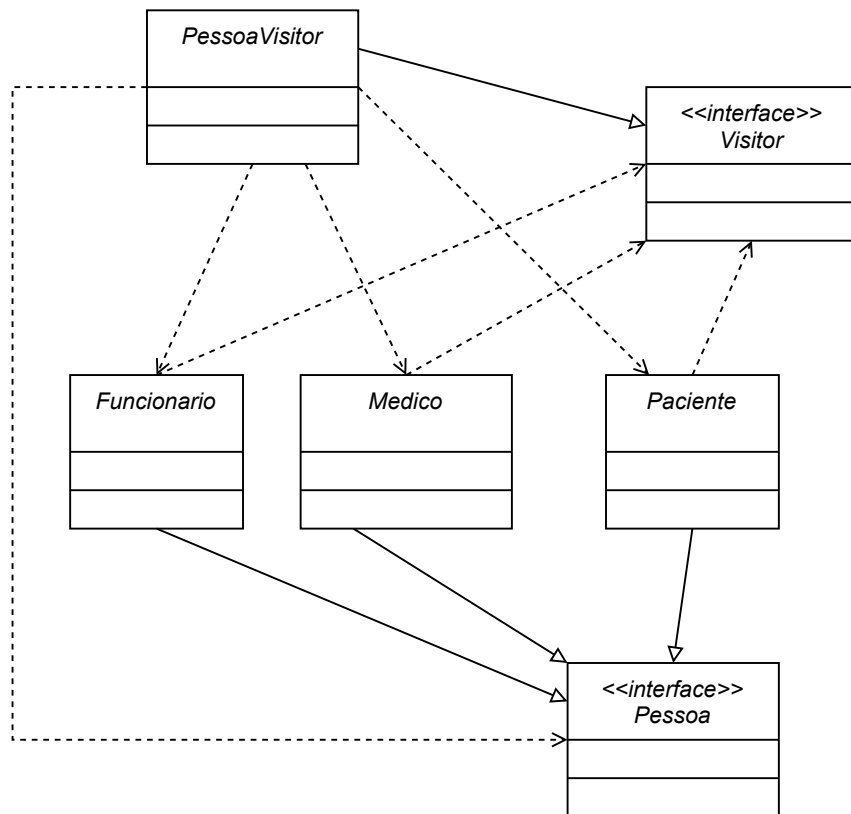 PessoaVisitor
<<interface>>
Visitor
Funcionario
Medico
Paciente
<<interface>>
Pessoa